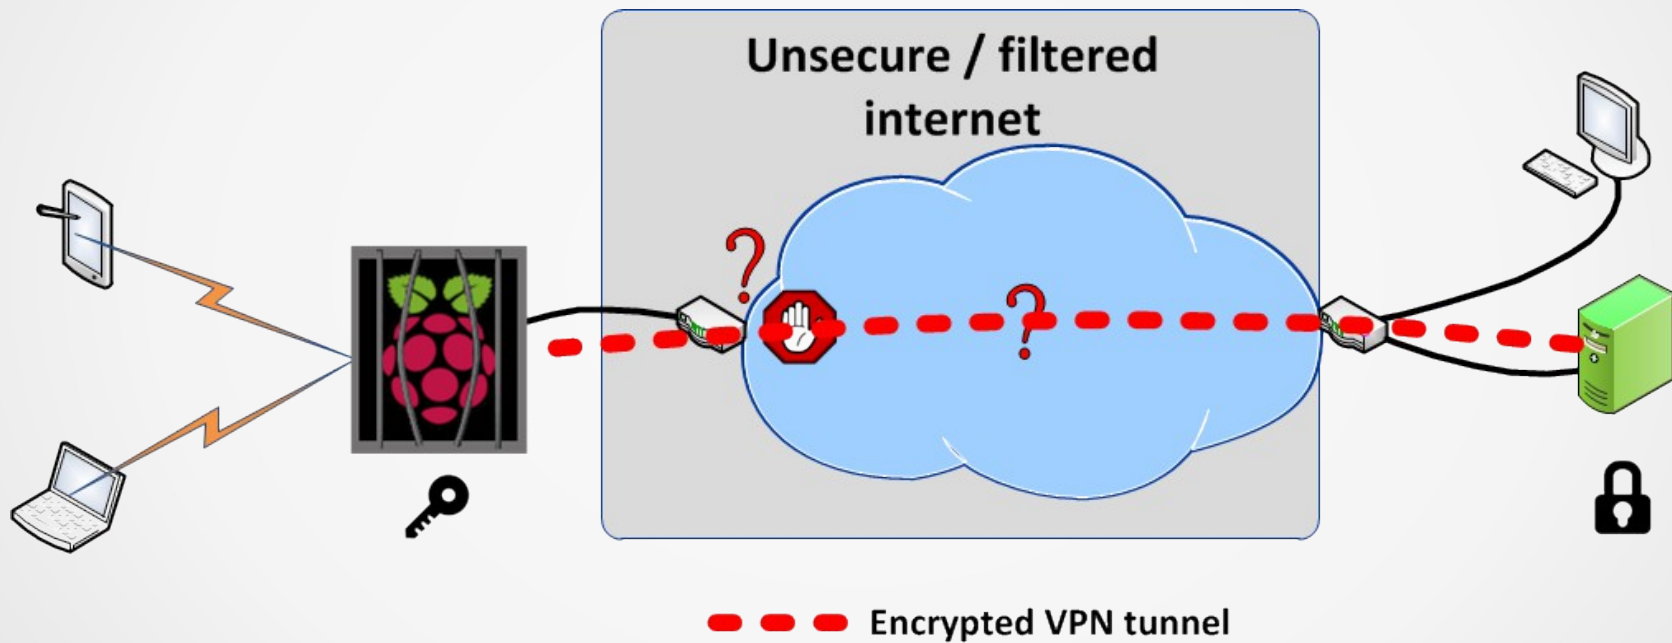 Unsecure / filtered
internet
?
?
Encrypted VPN tunnel